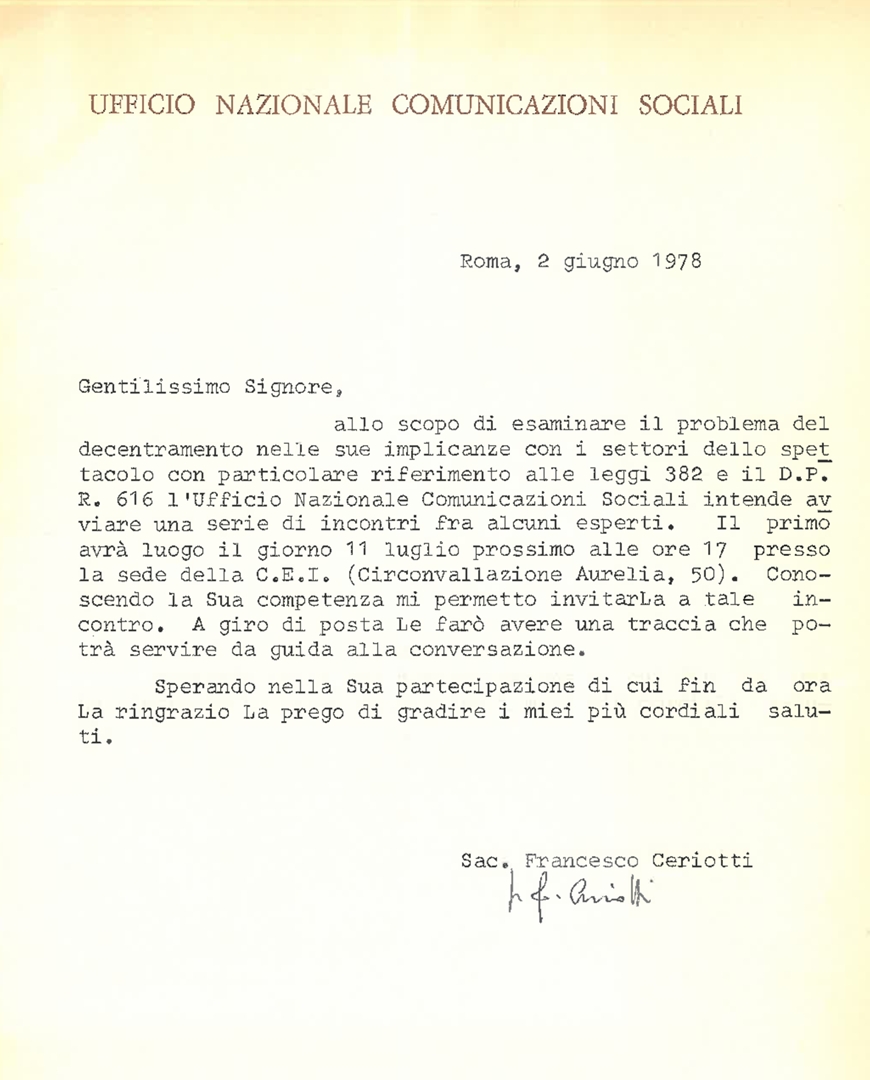 UFFICIO NAZIONALE COMUNICAZIONI SOCIALI
Roma, 2 giugno 1978
Gentilissimo Signore,
allo scopo di esaminare il problema del
decentramento nelle sue implicanze con i settori dello spet
tacolo con particolare riferimento alle leggi 382 e il D.P.
R. 616 l'Ufficio Nazionale Comunicazioni Sociali intende av
viare una serie di incontri fra alcuni esperti. Il primo
avrà luogo il giorno 11 luglio prossimo alle ore 17 presso
la sede della C.E.I. (Circonvallazione Aurelia, 50). Cono-
scendo la Sua competenza mi permetto invitarLa a tale in-
contro. A giro di posta Le farò avere una traccia che po-
trà servire da guida alla conversazione.
Sperando nella Sua partecipazione di cui fin da ora
La ringrazio La prego di gradire i miei più cordiali salu-
ti.
Sac. Francesco Ceriotti